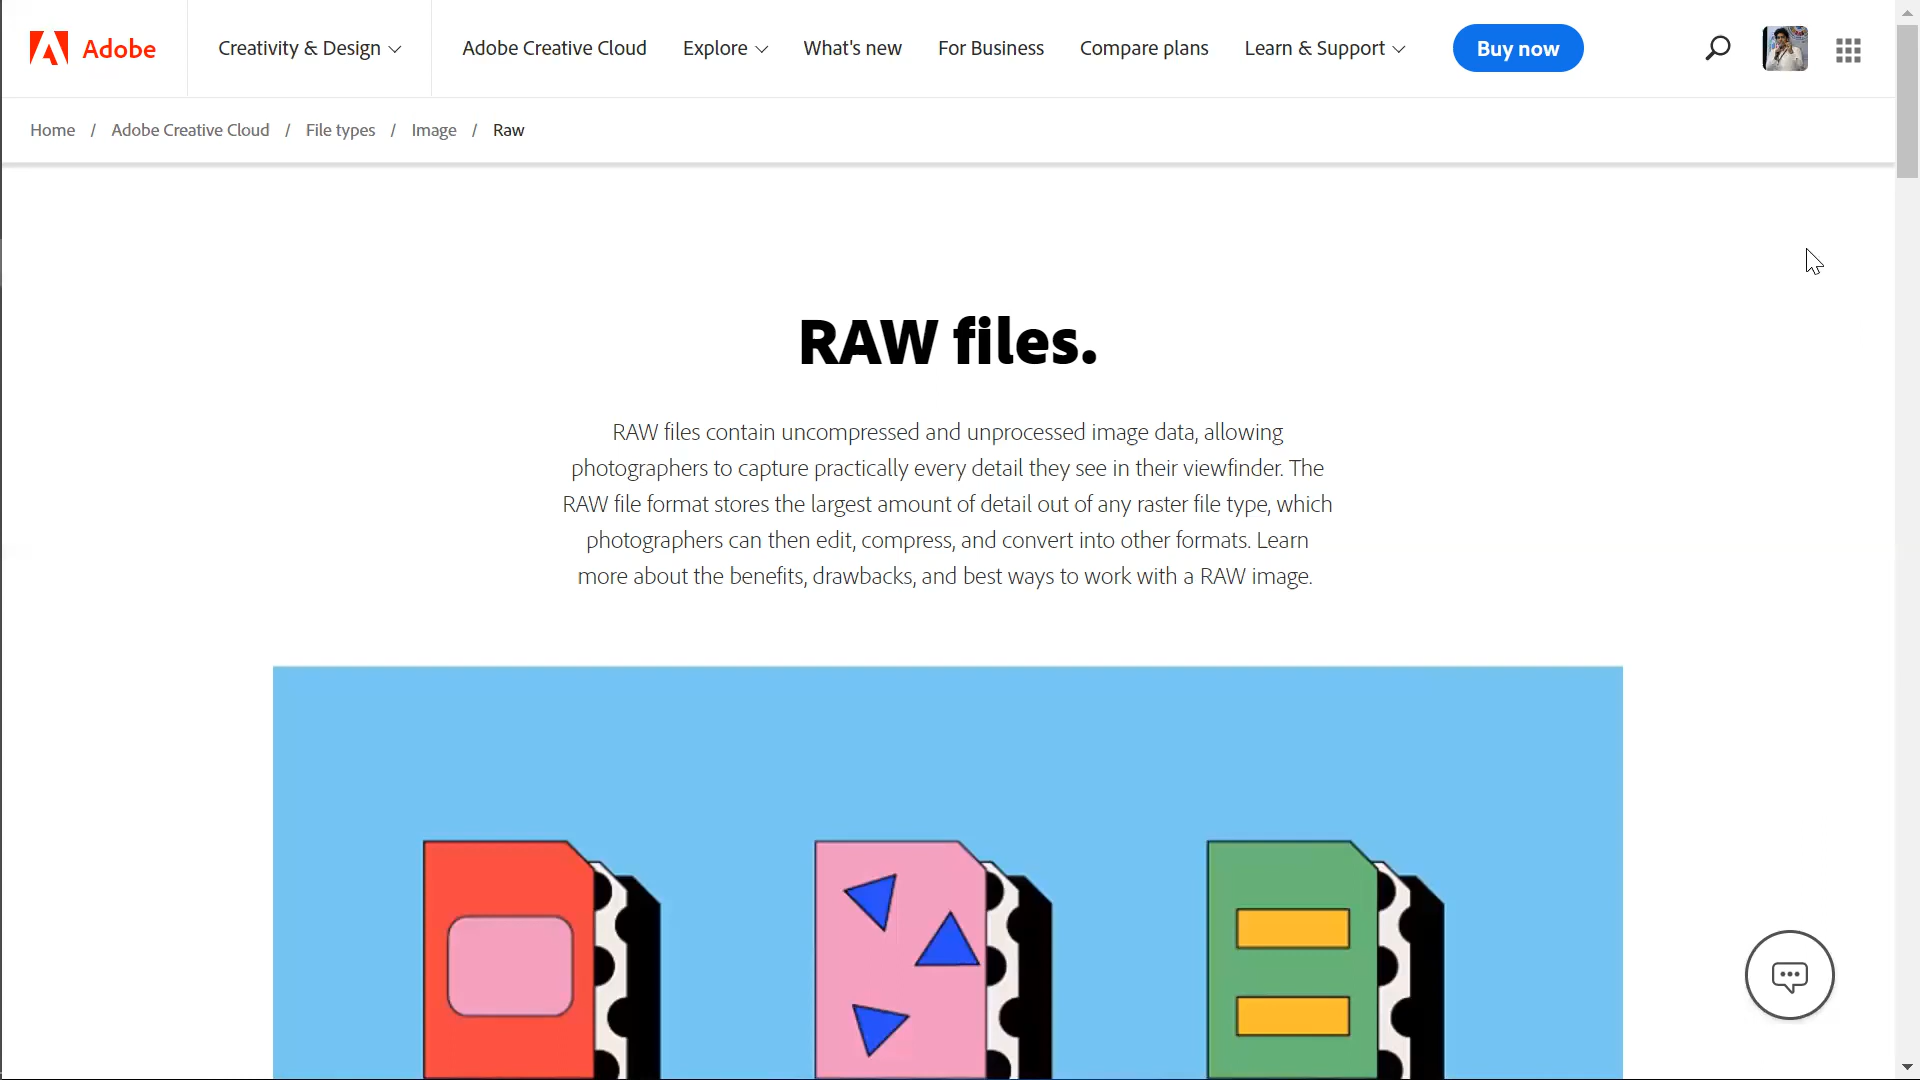 Adobe
Creativity & Design
Adobe Creative Cloud
Explore
What's new
For Business
Compare plans
Learn & Support
Buy now
Home / Adobe Creative Cloud / File types / Image / Raw
RAW files.
RAW files contain uncompressed and unprocessed image data, allowing
photographers to capture practically every detail they see in their viewfinder. The
RAW file format stores the largest amount of detail out of any raster file type, which
photographers can then edit, compress, and convert into other formats. Learn
more about the benefits, drawbacks, and best ways to work with a RAW image.